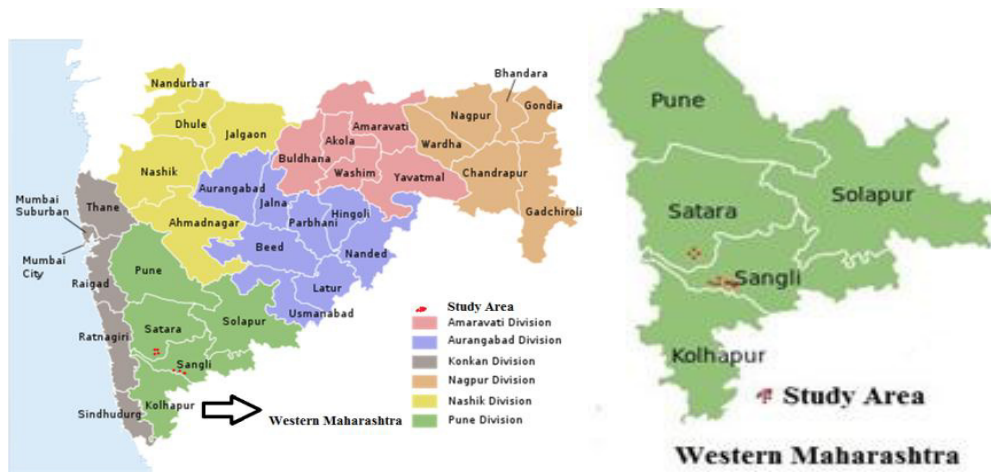 Nandurbar
Dhule
Jalgaon
Nashik
Buldhana
Akola
Amaravati
Washim
Yavatmal
Wardha
Nagpur
Bhandara
Gondia
Chandrapur
Gadchiroli
Aurangabad
Jalna
Parbhani
Hingoli
Nanded
Beed
Latur
Usmanabad
Ahmadnagar
Mumbai
Suburban
Mumbai
City
Thane
Raigad
Ratnagiri
Sindhudurg
Pune
Satara
Solapur
Sangli
Kolhapur
Western Maharashtra
Study Area
Amaravati Division
Aurangabad Division
Konkan Division
Nagpur Division
Nashik Division
Pune Division
Pune
Satara
Solapur
Sangli
Kolhapur
Study Area
Western Maharashtra